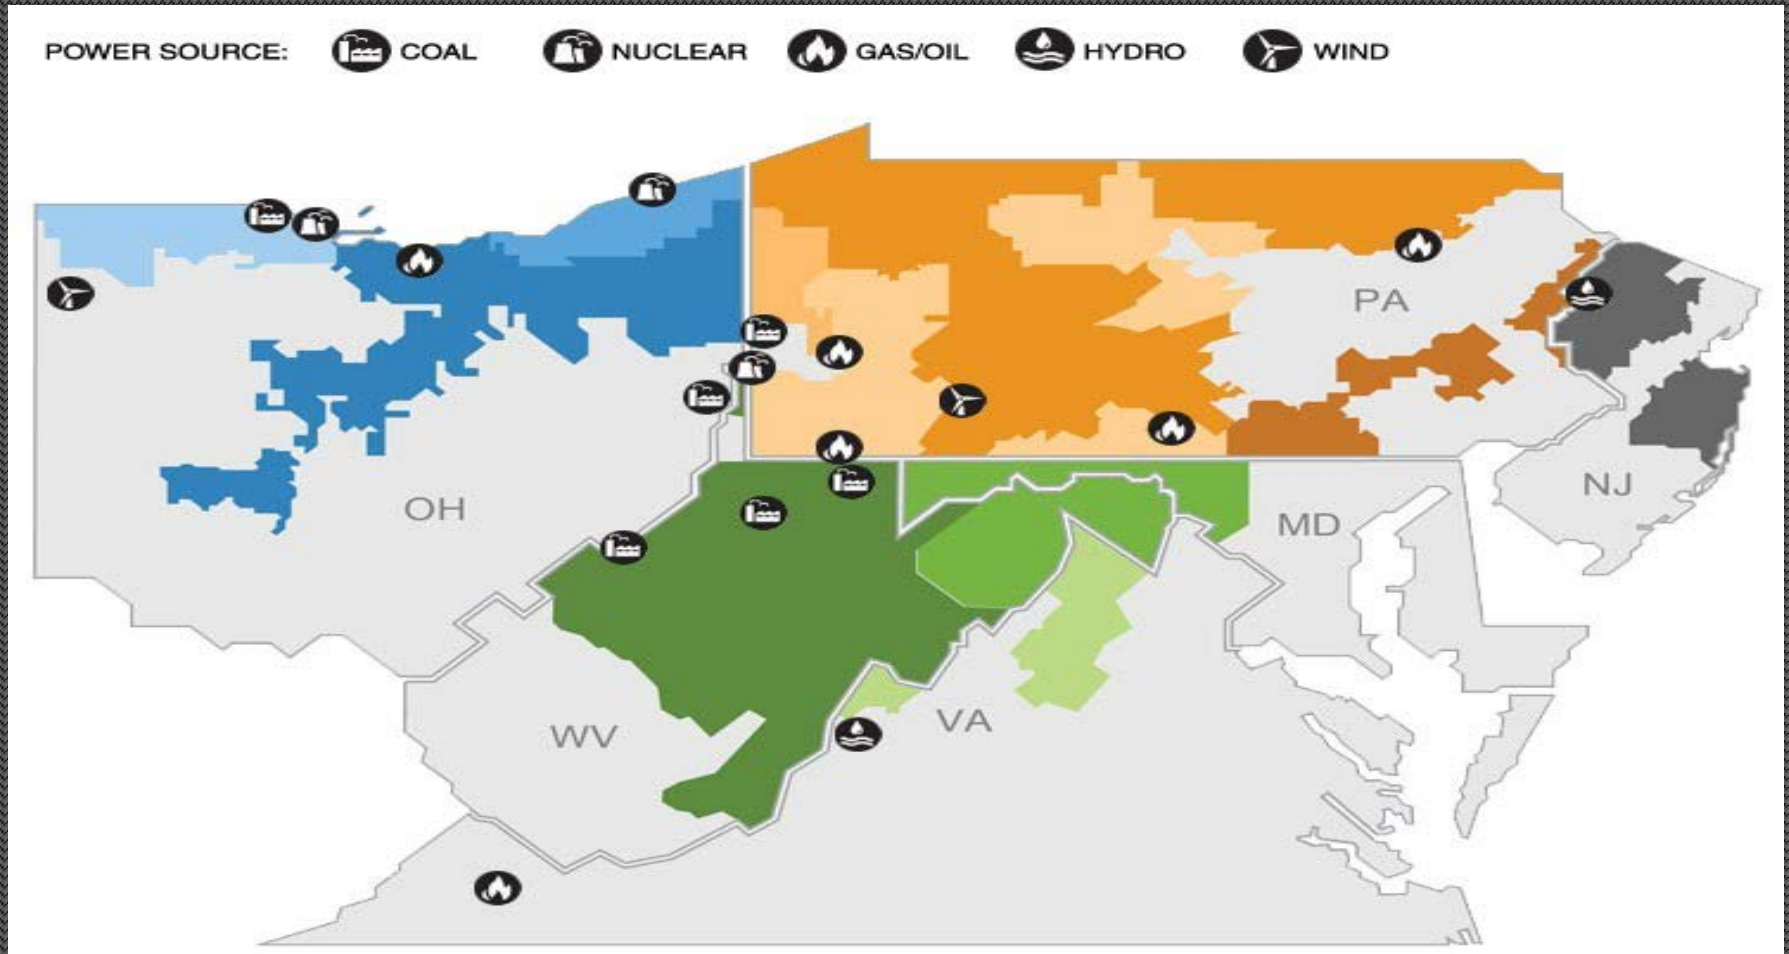 POWER SOURCE: COAL NUCLEAR GAS/OIL HYDRO WIND
PA
OH
NJ
MD
WV
VA